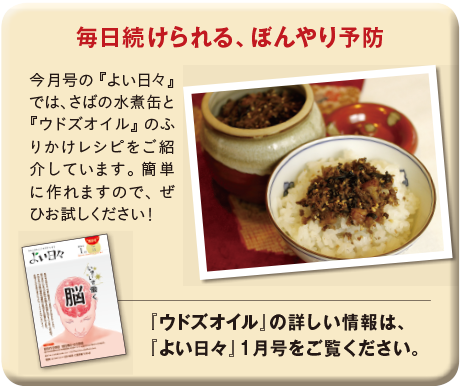 毎日続けられる、ぼんやり予防
今月号の『よい日々』
では、さばの水煮缶と
『ウドズオイル』のふ
りかけレシピをご紹
介しています。簡単
に作れますので、ぜ
ひお試しください!
よい日々
脳
『ウドズオイル』の詳しい情報は、
『よい日々』1月号をご覧ください。